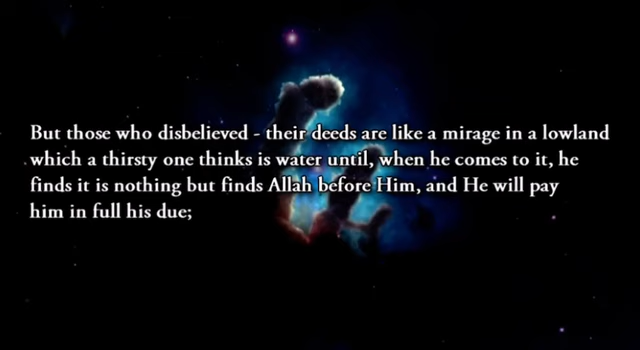 But those who disbelieved - their deeds are like a mirage in a lowland
which a thirsty one thinks is water until, when he comes to it, he
finds it is nothing but finds Allah before Him, and He will pay
him in full his due;